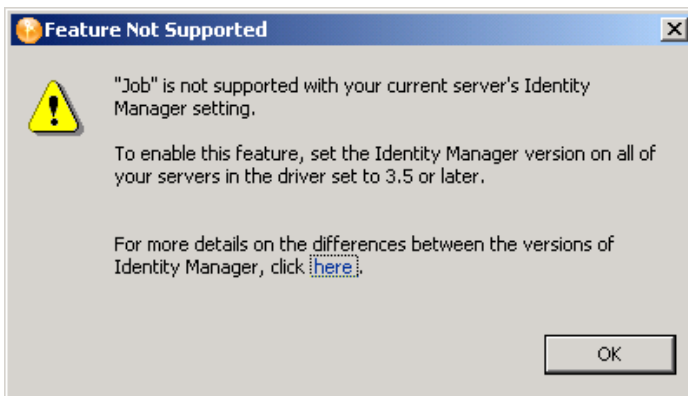 Feature Not Supported
"Job" is not supported with your current server's Identity
Manager setting.
To enable this feature, set the Identity Manager version on all of
your servers in the driver set to 3.5 or later.
For more details on the differences between the versions of
Identity Manager, click here.
OK